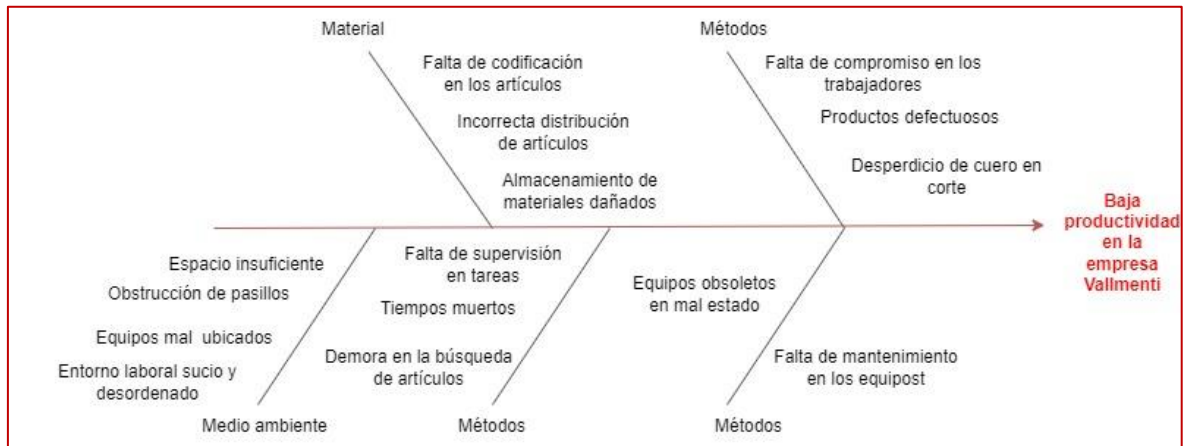 Material
Falta de codificación
en los artículos
Incorrecta distribución
de artículos
Almacenamiento de
materiales dañados
Métodos
Falta de compromiso en los
trabajadores
Productos defectuosos
Desperdicio de cuero en
corte
Baja
productividad
en la
empresa
Vallmenti
Espacio insuficiente
Obstrucción de pasillos
Equipos mal ubicados
Entorno laboral sucio y
desordenado
Medio ambiente
Falta de supervisión
en tareas
Tiempos muertos
Demora en la búsqueda
de artículos
Métodos
Equipos obsoletos
en mal estado
Falta de mantenimiento
en los equipost
Métodos